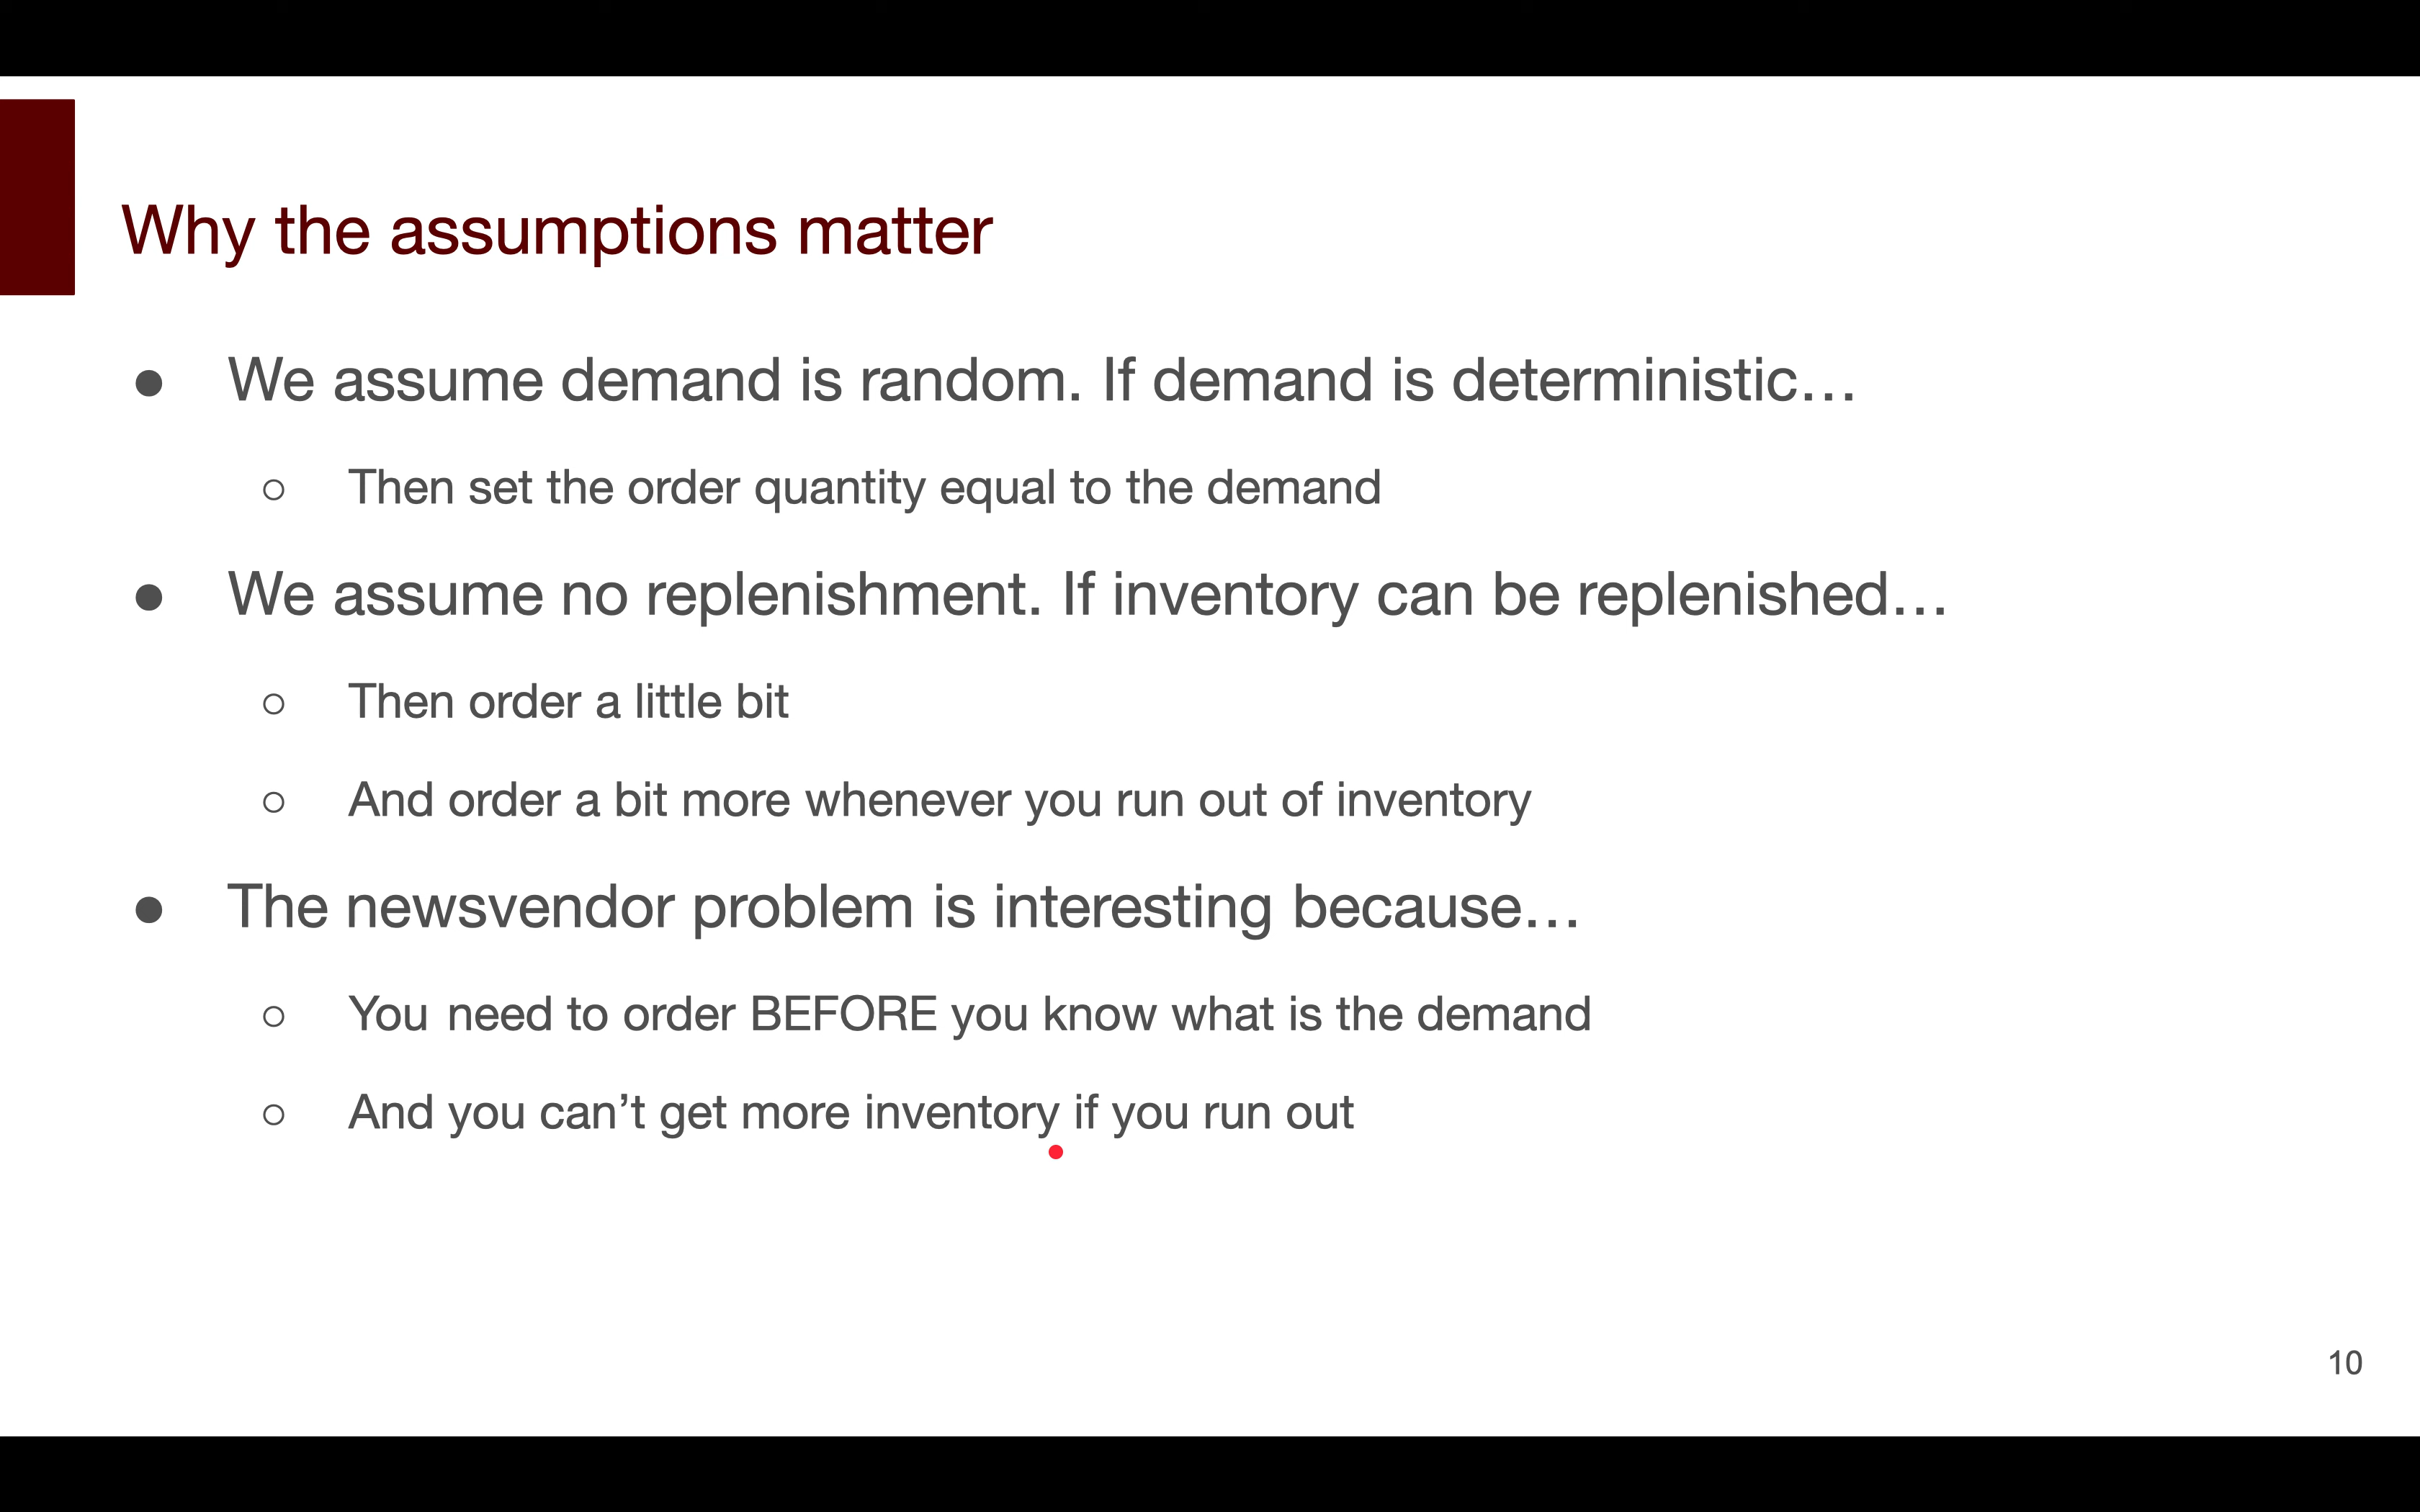 Why the assumptions matter
● We assume demand is random. If demand is deterministic…
○ Then set the order quantity equal to the demand
● We assume no replenishment. If inventory can be replenished…
○ Then order a little bit
○ And order a bit more whenever you run out of inventory
● The newsvendor problem is interesting because…
○ You need to order BEFORE you know what is the demand
○ And you can’t get more inventory if you run out
10